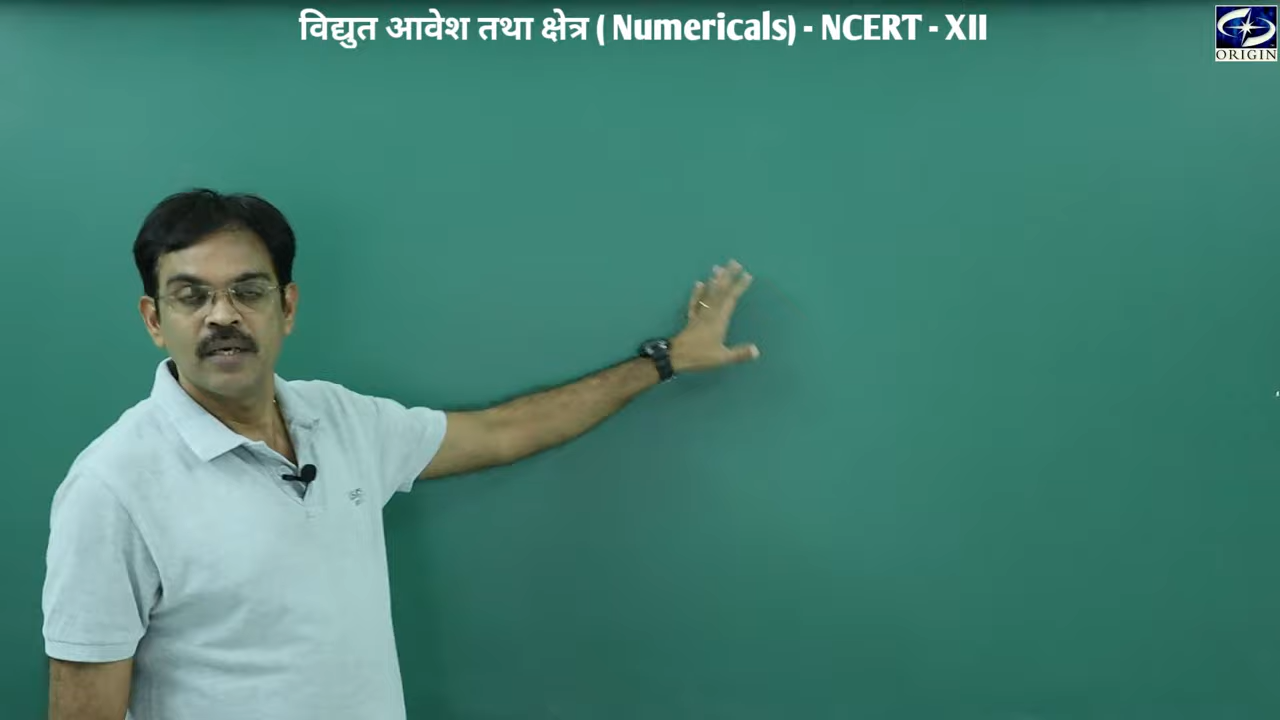 विद्युत आवेश तथा क्षेत्र ( Numericals) - NCERT - XII
ORIGIN